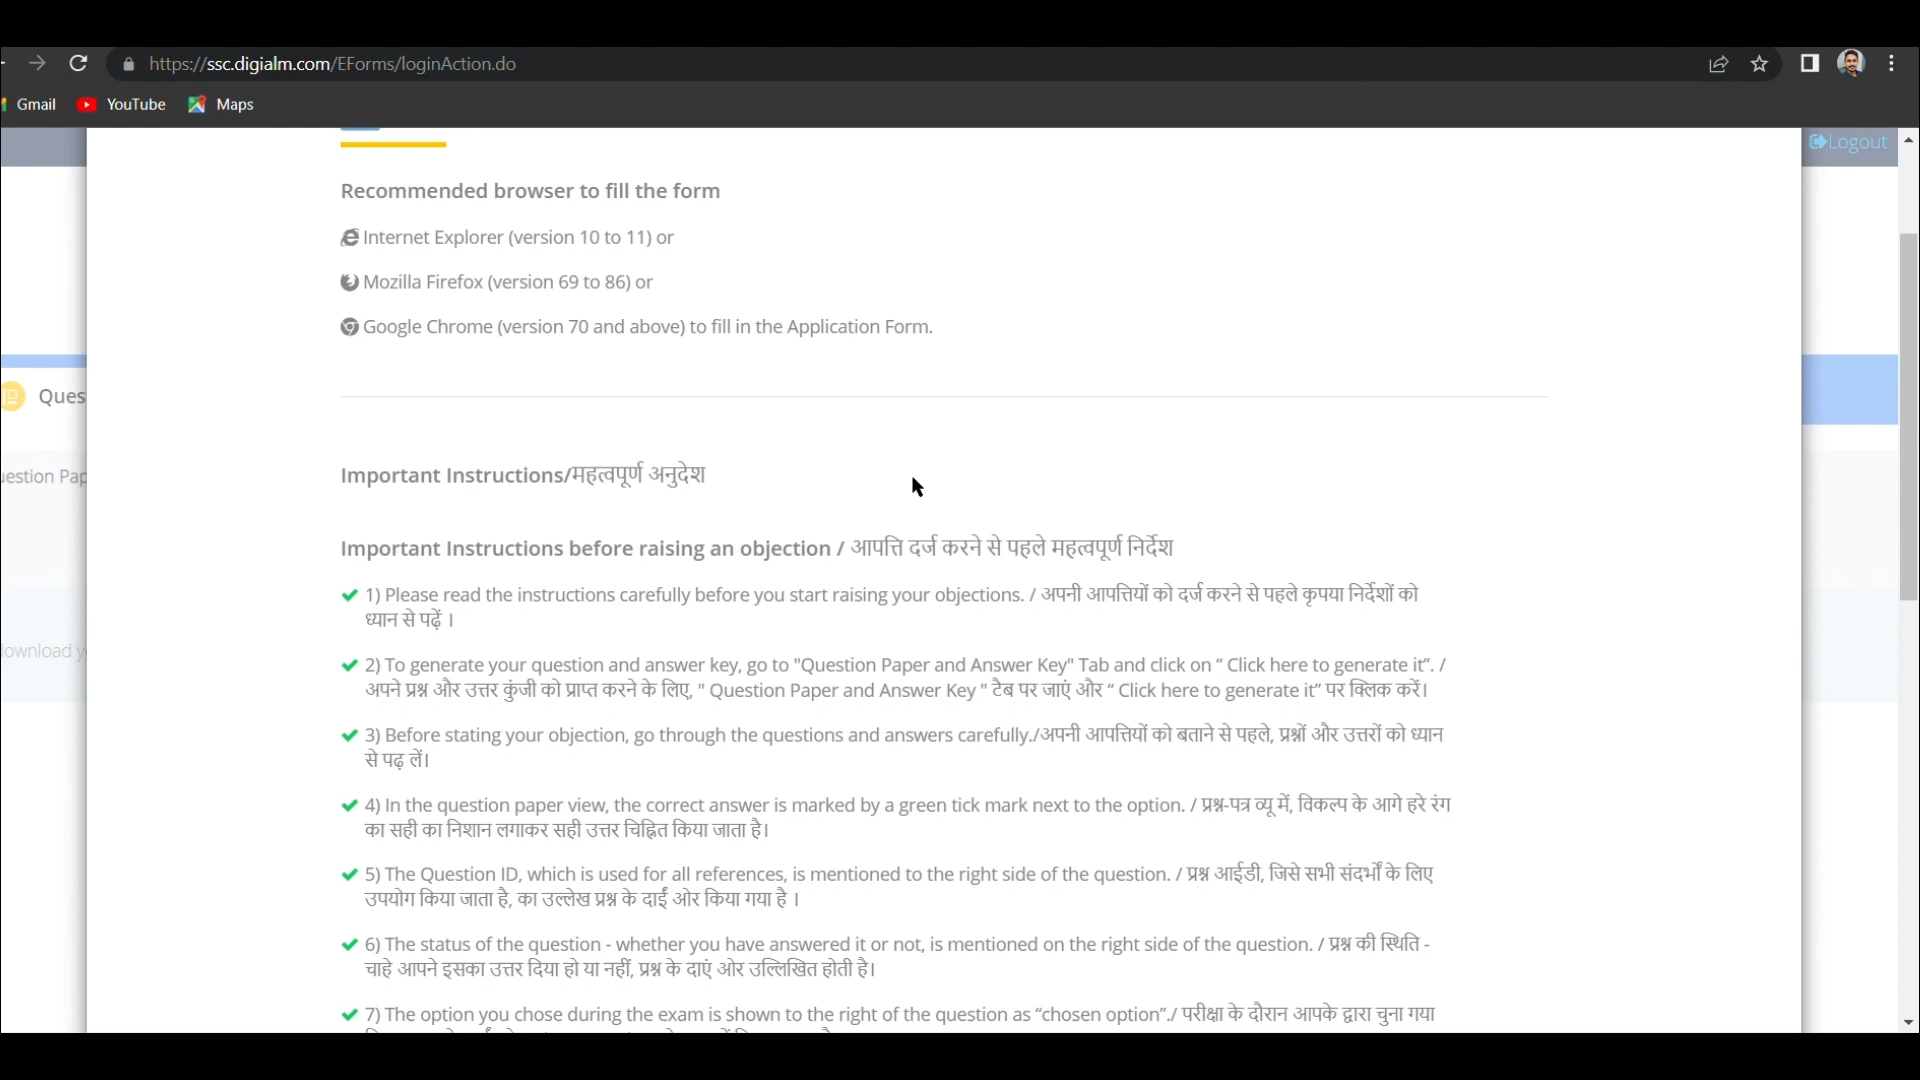 https://ssc.digialm.com/EForms/loginAction.do
Gmail YouTube Maps
Logout
Recommended browser to fill the form
Internet Explorer (version 10 to 11) or
Mozilla Firefox (version 69 to 86) or
Google Chrome (version 70 and above) to fill in the Application Form.
Ques
Important Instructions/महत्वपूर्ण अनुदेश
uestion Pap
Important Instructions before raising an objection / आपत्ति दर्ज करने से पहले महत्वपूर्ण निर्देश
1) Please read the instructions carefully before you start raising your objections. / अपनी आपत्तियों को दर्ज करने से पहले कृपया निर्देशों को
ध्यान से पढ़ें ।
ownload y
2) To generate your question and answer key, go to "Question Paper and Answer Key" Tab and click on “ Click here to generate it”. /
अपने प्रश्न और उत्तर कुंजी को प्राप्त करने के लिए, " Question Paper and Answer Key " टैब पर जाएं और “ Click here to generate it” पर क्लिक करें।
3) Before stating your objection, go through the questions and answers carefully./अपनी आपत्तियों को बताने से पहले, प्रश्नों और उत्तरों को ध्यान
से पढ़ लें।
4) In the question paper view, the correct answer is marked by a green tick mark next to the option. / प्रश्न-पत्र व्यू में, विकल्प के आगे हरे रंग
का सही का निशान लगाकर सही उत्तर चिह्नित किया जाता है।
5) The Question ID, which is used for all references, is mentioned to the right side of the question. / प्रश्न आईडी, जिसे सभी संदर्भों के लिए
उपयोग किया जाता है, का उल्लेख प्रश्न के दाईं ओर किया गया है ।
6) The status of the question - whether you have answered it or not, is mentioned on the right side of the question. / प्रश्न की स्थिति -
चाहे आपने इसका उत्तर दिया हो या नहीं, प्रश्न के दाएं ओर उल्लिखित होती है।
7) The option you chose during the exam is shown to the right of the question as “chosen option”./ परीक्षा के दौरान आपके द्वारा चुना गया